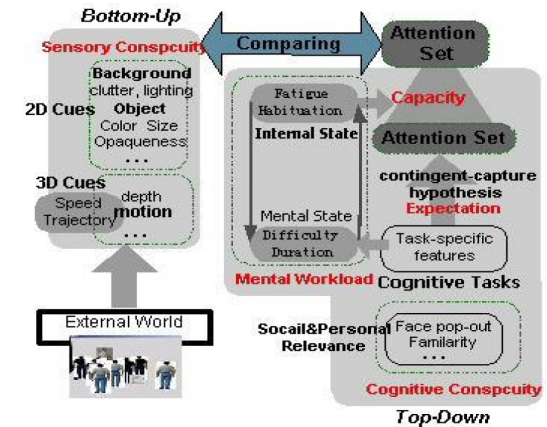 Bottom-Up
Sensory Conspcuity
Background
clutter, lighting
Object
Color Size
Opaqueness
...
2D Cues
3D Cues
Speed
Trajectory
depth
motion
...
External World
Comparing
Attention
Set
Fatigue
Habituation
Internal State
Capacity
Attention Set
contingent-capture
hypothesis
Expectation
Mental State
Difficulty
Duration
Mental Workload
Task-specific
features
Cognitive Tasks
Socail&Personal
Relevance
Face pop-out
Familarity
...
Cognitive Conspcuity
Top-Down